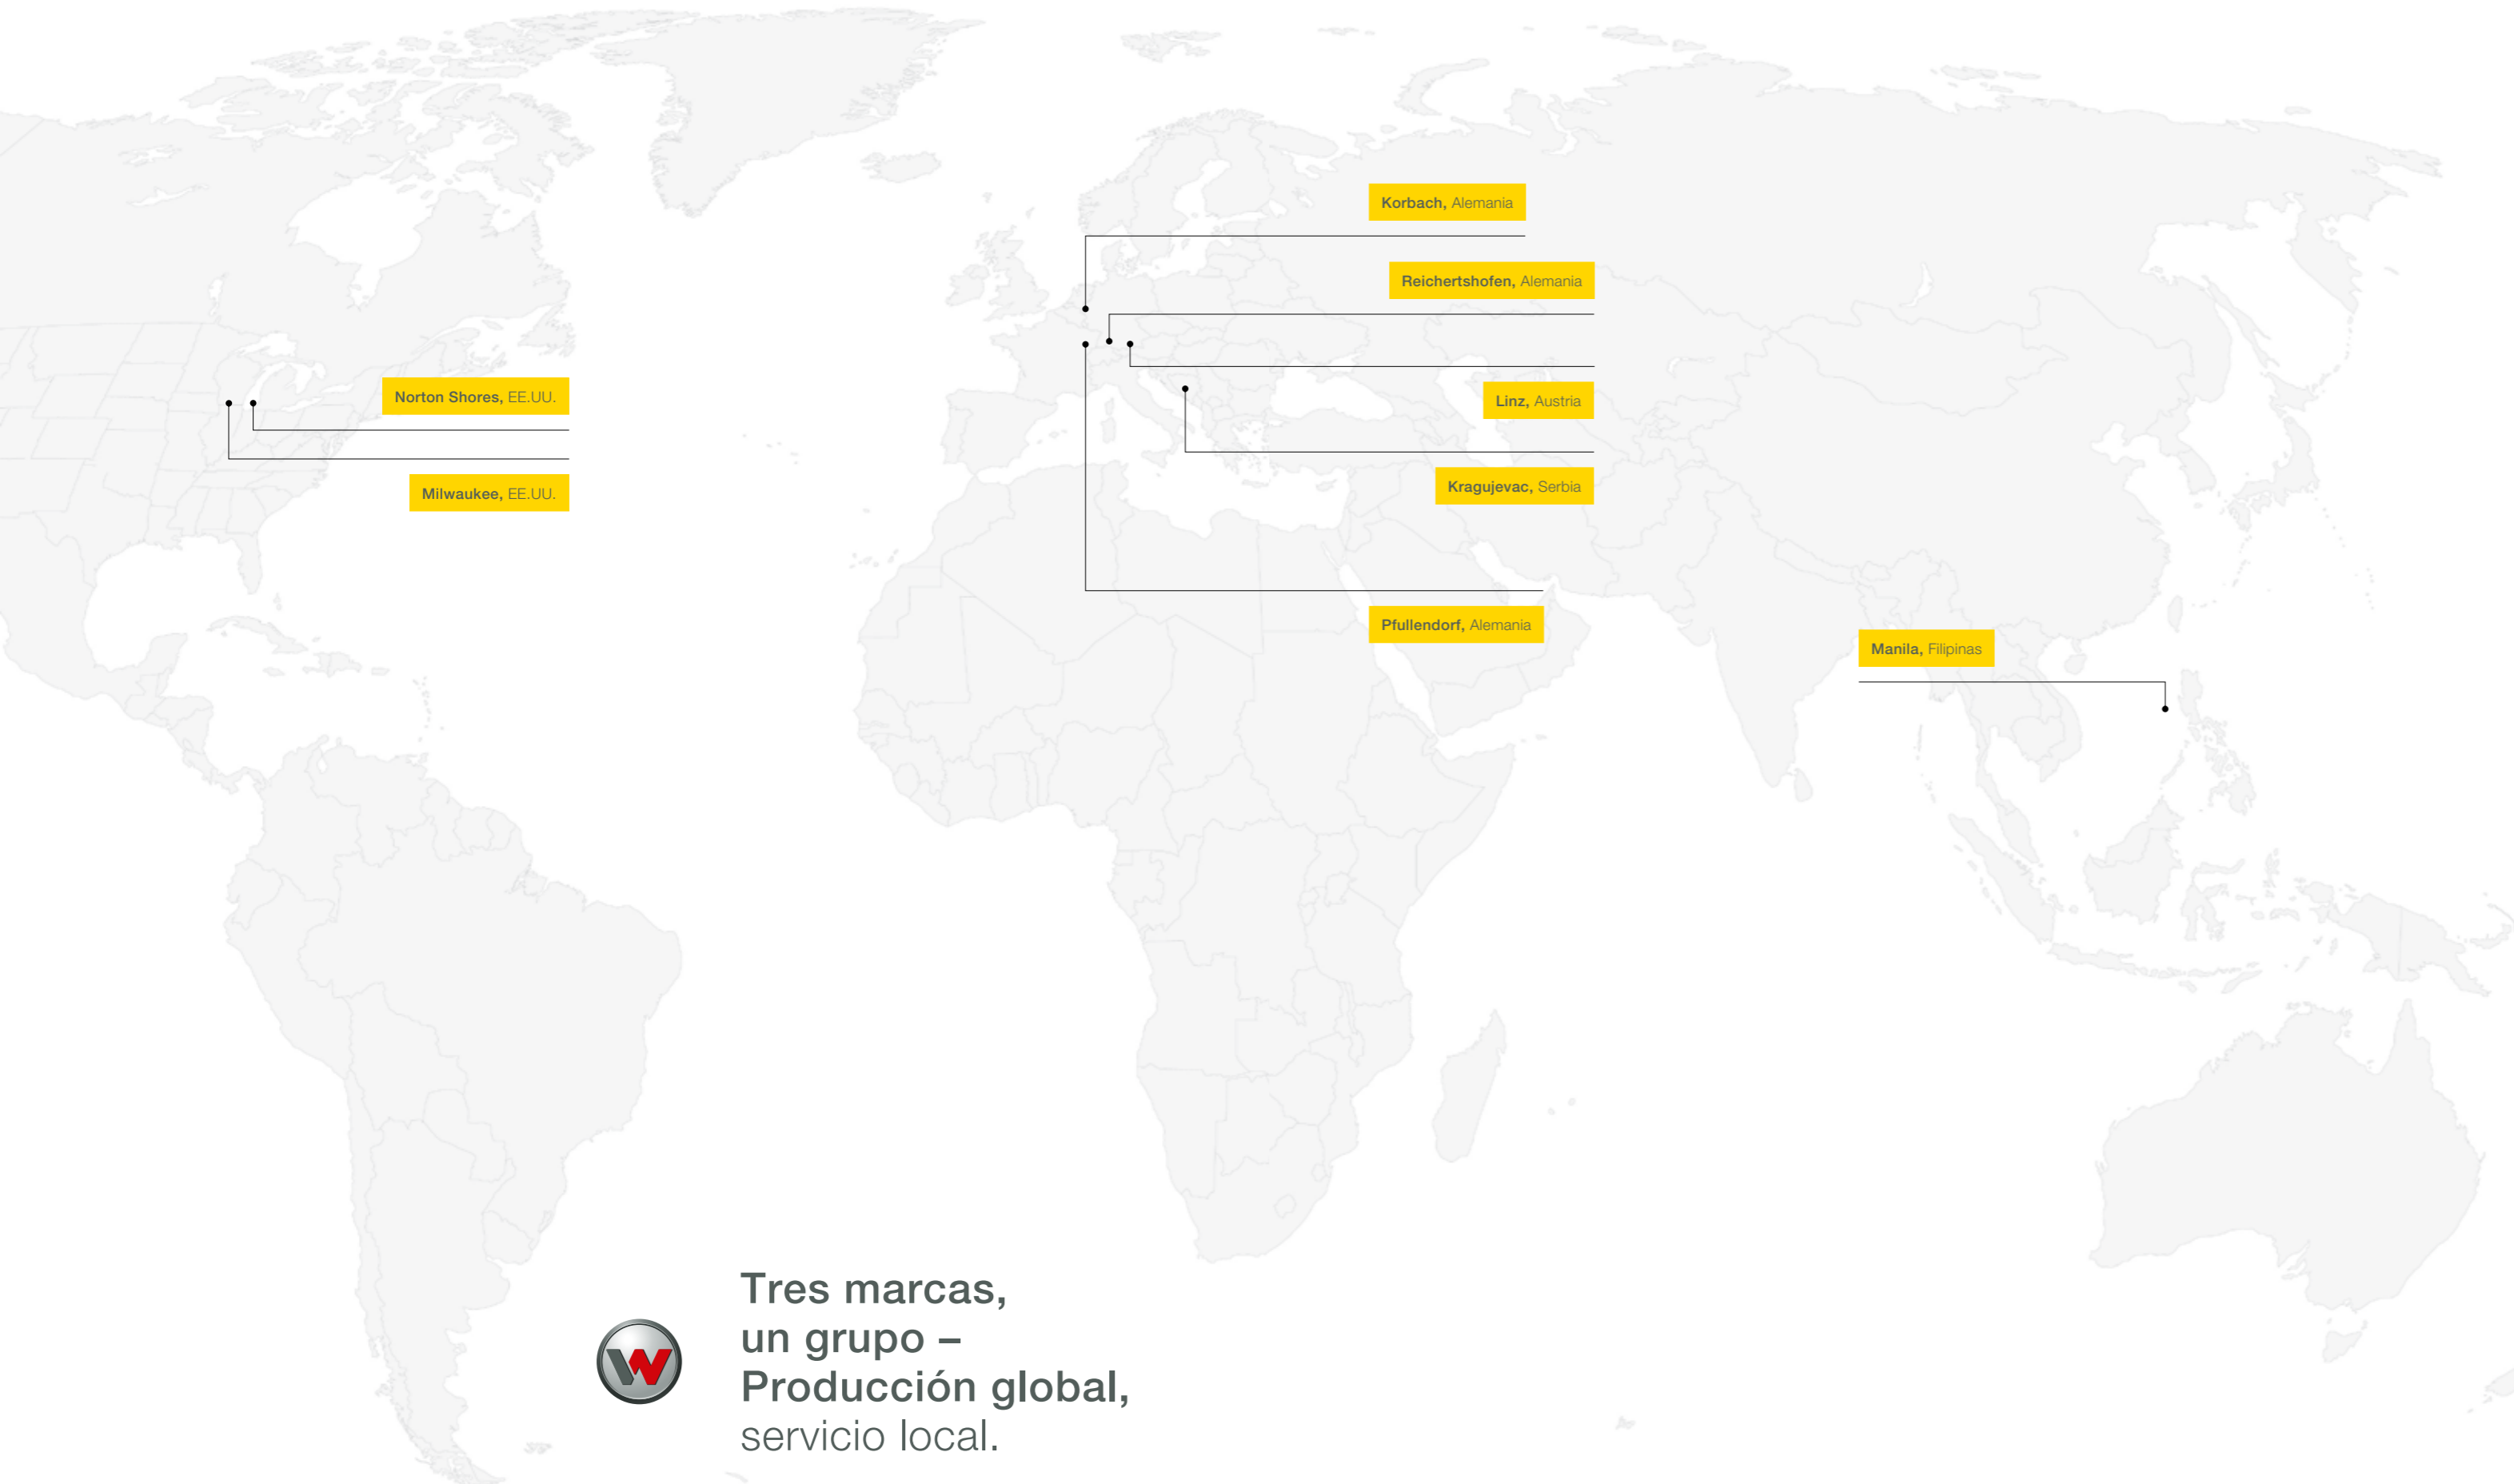 Korbach, Alemania
Reichertshofen, Alemania
Norton Shores, EE.UU.
Linz, Austria
Milwaukee, EE.UU.
Kragujevac, Serbia
Pfullendorf, Alemania
Manila, Filipinas
Tres marcas,
un grupo –
Producción global,
servicio local.